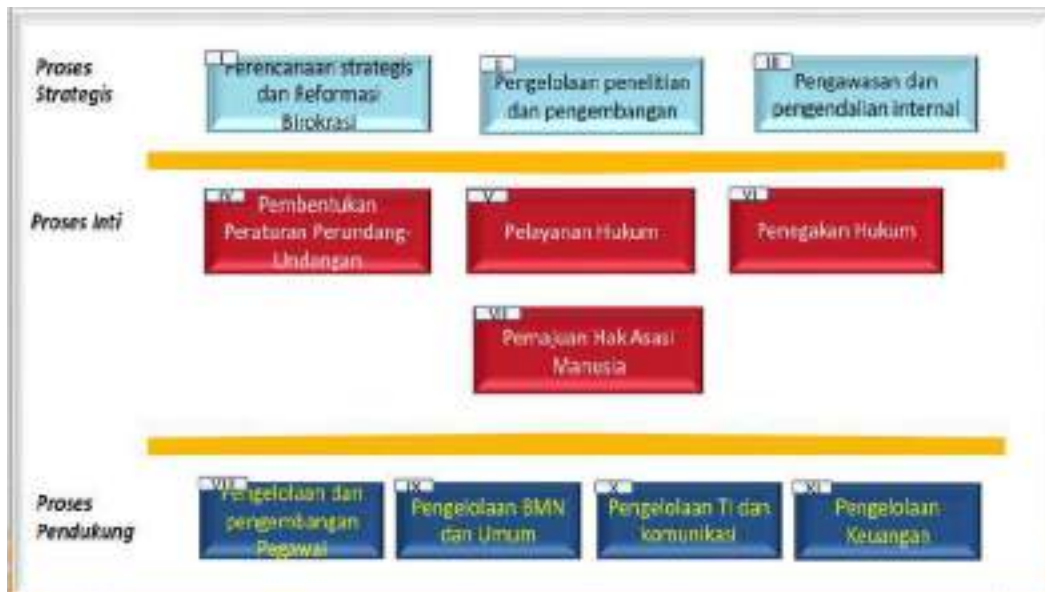 Proses
Strategis
I
Perencanaan strategis
dan Reformasi
Birokrasi
II
Pengelolaan penelitian
dan pengembangan
III
Pengawasan dan
pengendalian internal
Proses Inti
IV
Pembentukan
Peraturan Perundang-
Undangan
V
Pelayanan Hukum
VI
Penegakan Hukum
VII
Pemajuan Hak Asasi
Manusia
Proses
Pendukung
VIII
Pengelolaan dan
pengembangan
Pegawai
IX
Pengelolaan BMN
dan Umum
X
Pengelolaan TI dan
komunikasi
XI
Pengelolaan
Keuangan